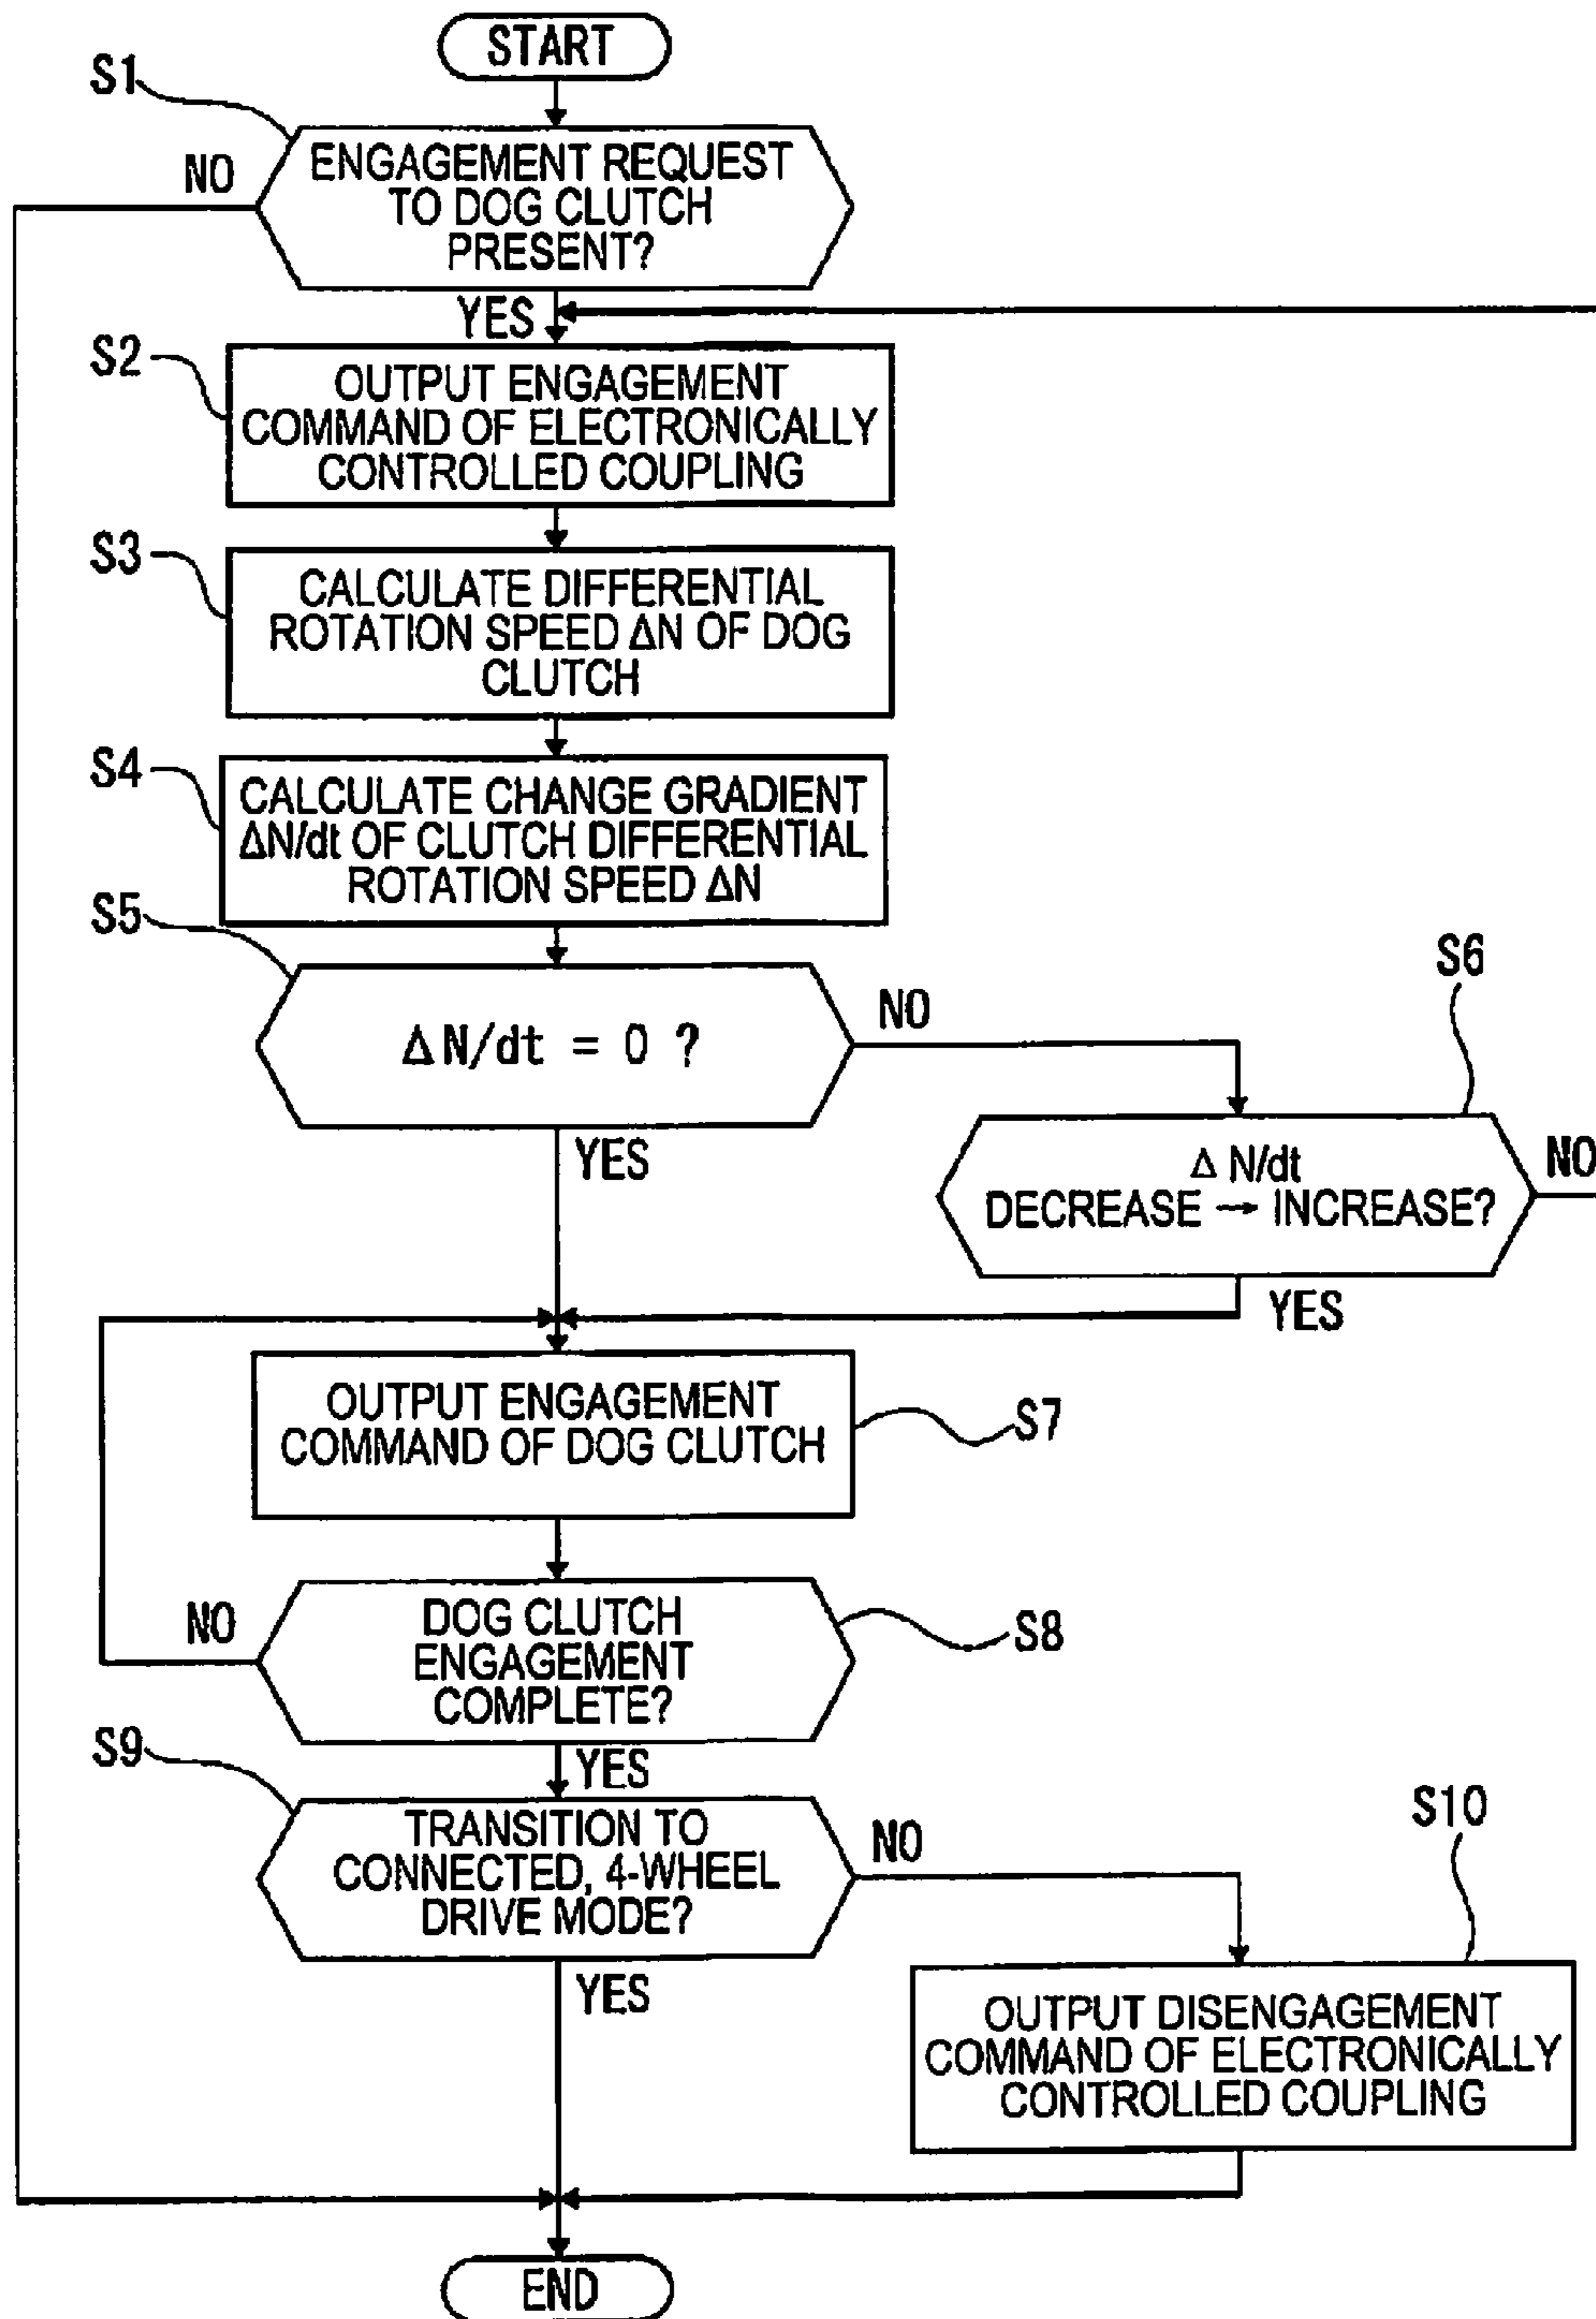 START
S1
NO
ENGAGEMENT REQUEST
TO DOG CLUTCH
PRESENT?
YES
S2
OUTPUT ENGAGEMENT
COMMAND OF ELECTRONICALLY
CONTROLLED COUPLING
S3
CALCULATE DIFFERENTIAL
ROTATION SPEED ΔN OF DOG
CLUTCH
S4
CALCULATE CHANGE GRADIENT
ΔN/dt OF CLUTCH DIFFERENTIAL
ROTATION SPEED ΔN
S5
ΔN/dt = 0 ?
NO
YES
S6
Δ N/dt
DECREASE → INCREASE?
NO
YES
OUTPUT ENGAGEMENT
COMMAND OF DOG CLUTCH
S7
NO
DOG CLUTCH
ENGAGEMENT
COMPLETE?
S8
YES
S9
TRANSITION TO
CONNECTED, 4-WHEEL
DRIVE MODE?
NO
YES
S10
OUTPUT DISENGAGEMENT
COMMAND OF ELECTRONICALLY
CONTROLLED COUPLING
END